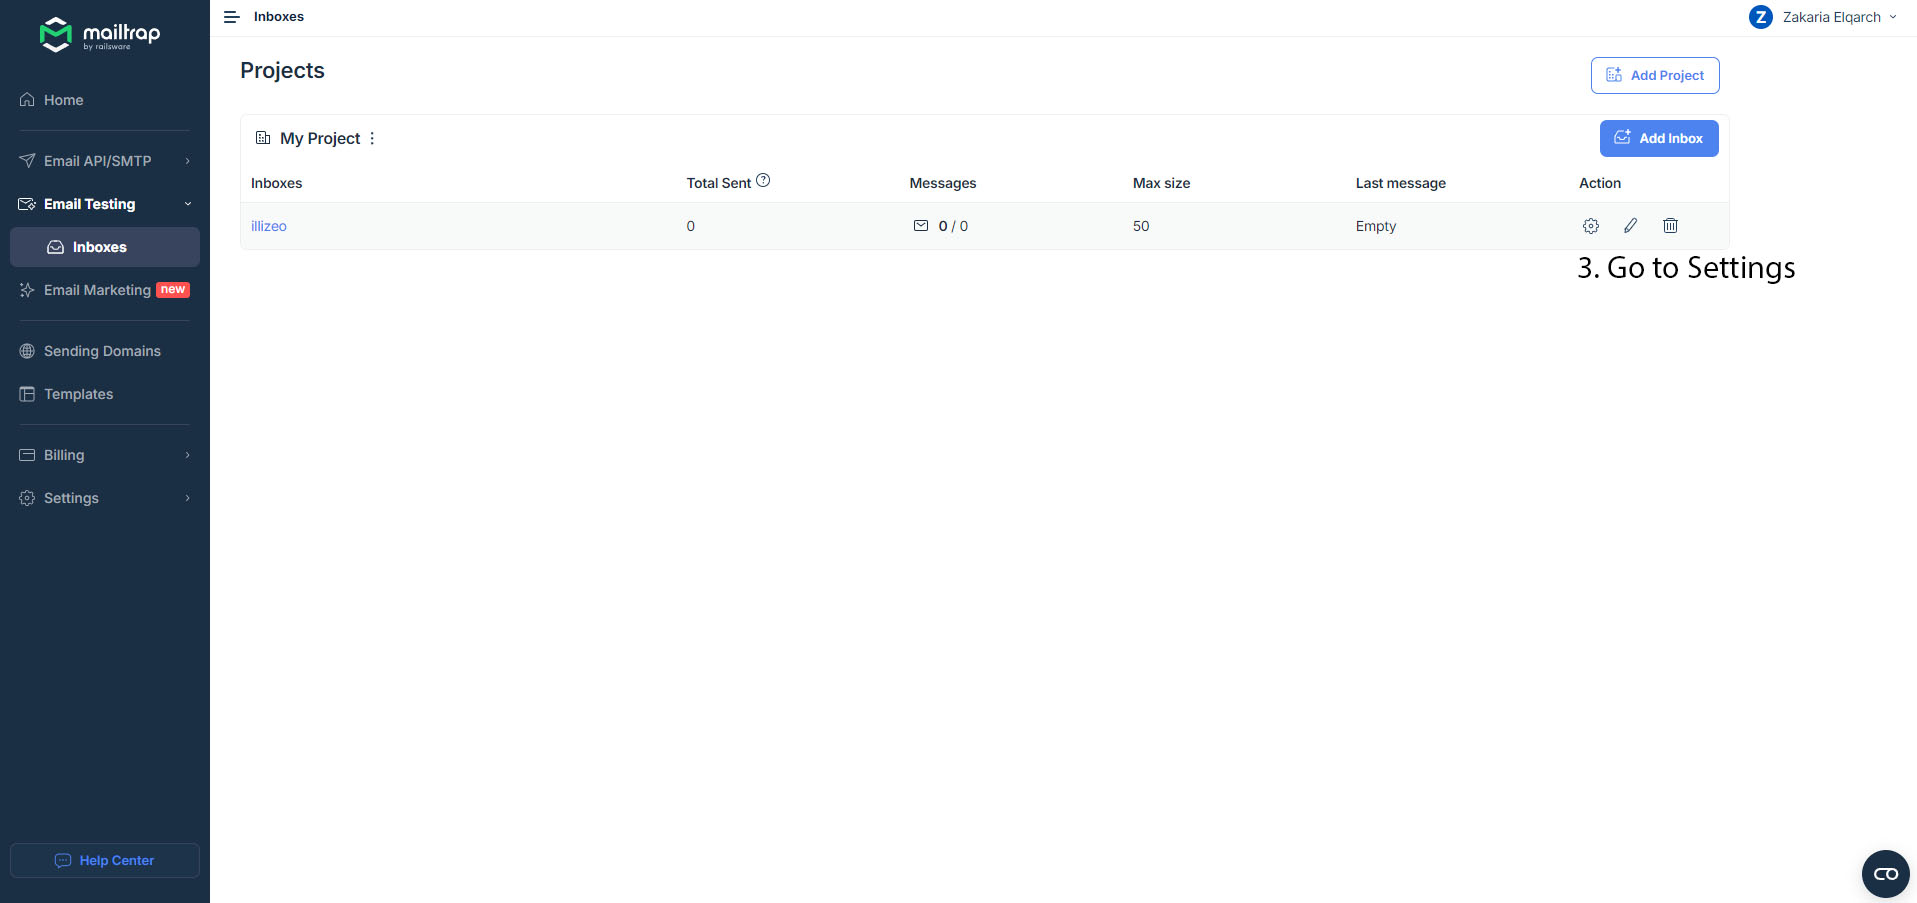 mailtrap
by railsware
Inboxes
Z Zakaria Elqarch
Home
Email API/SMTP
Email Testing
Inboxes
Email Marketing new
Sending Domains
Templates
Billing
Settings
Help Center
Projects
Add Project
My Project
Add Inbox
Inboxes Total Sent ? Messages Max size Last message Action
illizeo 0 0 / 0 50 Empty
3. Go to Settings